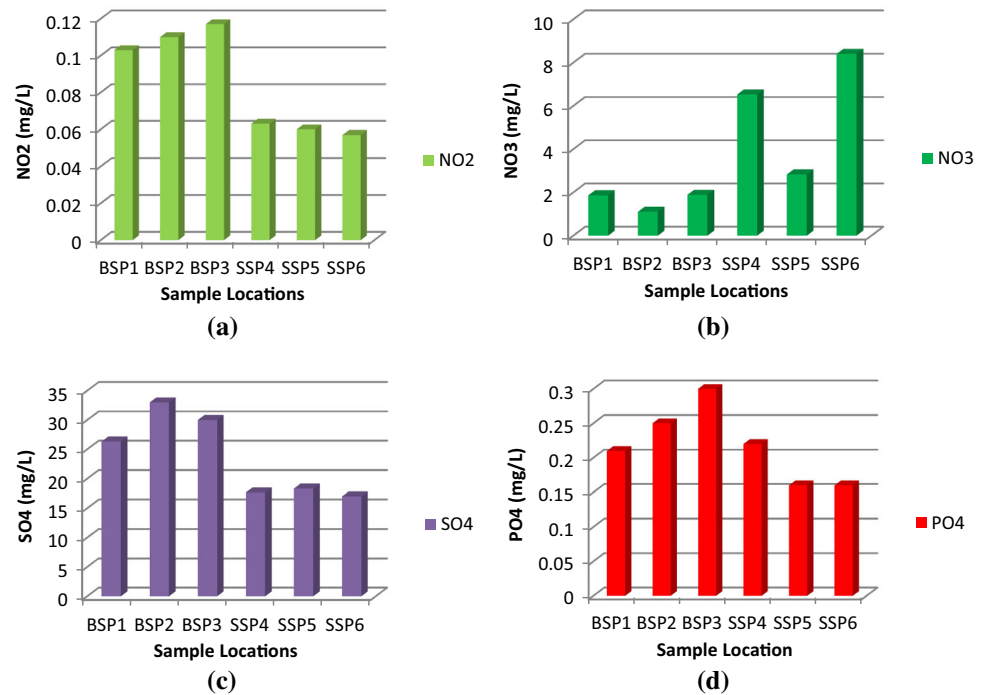 0.12
0.1
0.08
0.06
0.04
0.02
0
NO2 (mg/L)
BSP1 BSP2 BSP3 SSP4 SSP5 SSP6
Sample Locations
NO2
(a)
10
8
6
4
2
0
NO3 (mg/L)
BSP1 BSP2 BSP3 SSP4 SSP5 SSP6
Sample Locations
NO3
(b)
35
30
25
20
15
10
5
0
SO4 (mg/L)
BSP1 BSP2 BSP3 SSP4 SSP5 SSP6
Sample Locations
SO4
(c)
0.3
0.25
0.2
0.15
0.1
0.05
0
PO4 (mg/L)
BSP1 BSP2 BSP3 SSP4 SSP5 SSP6
Sample Location
PO4
(d)